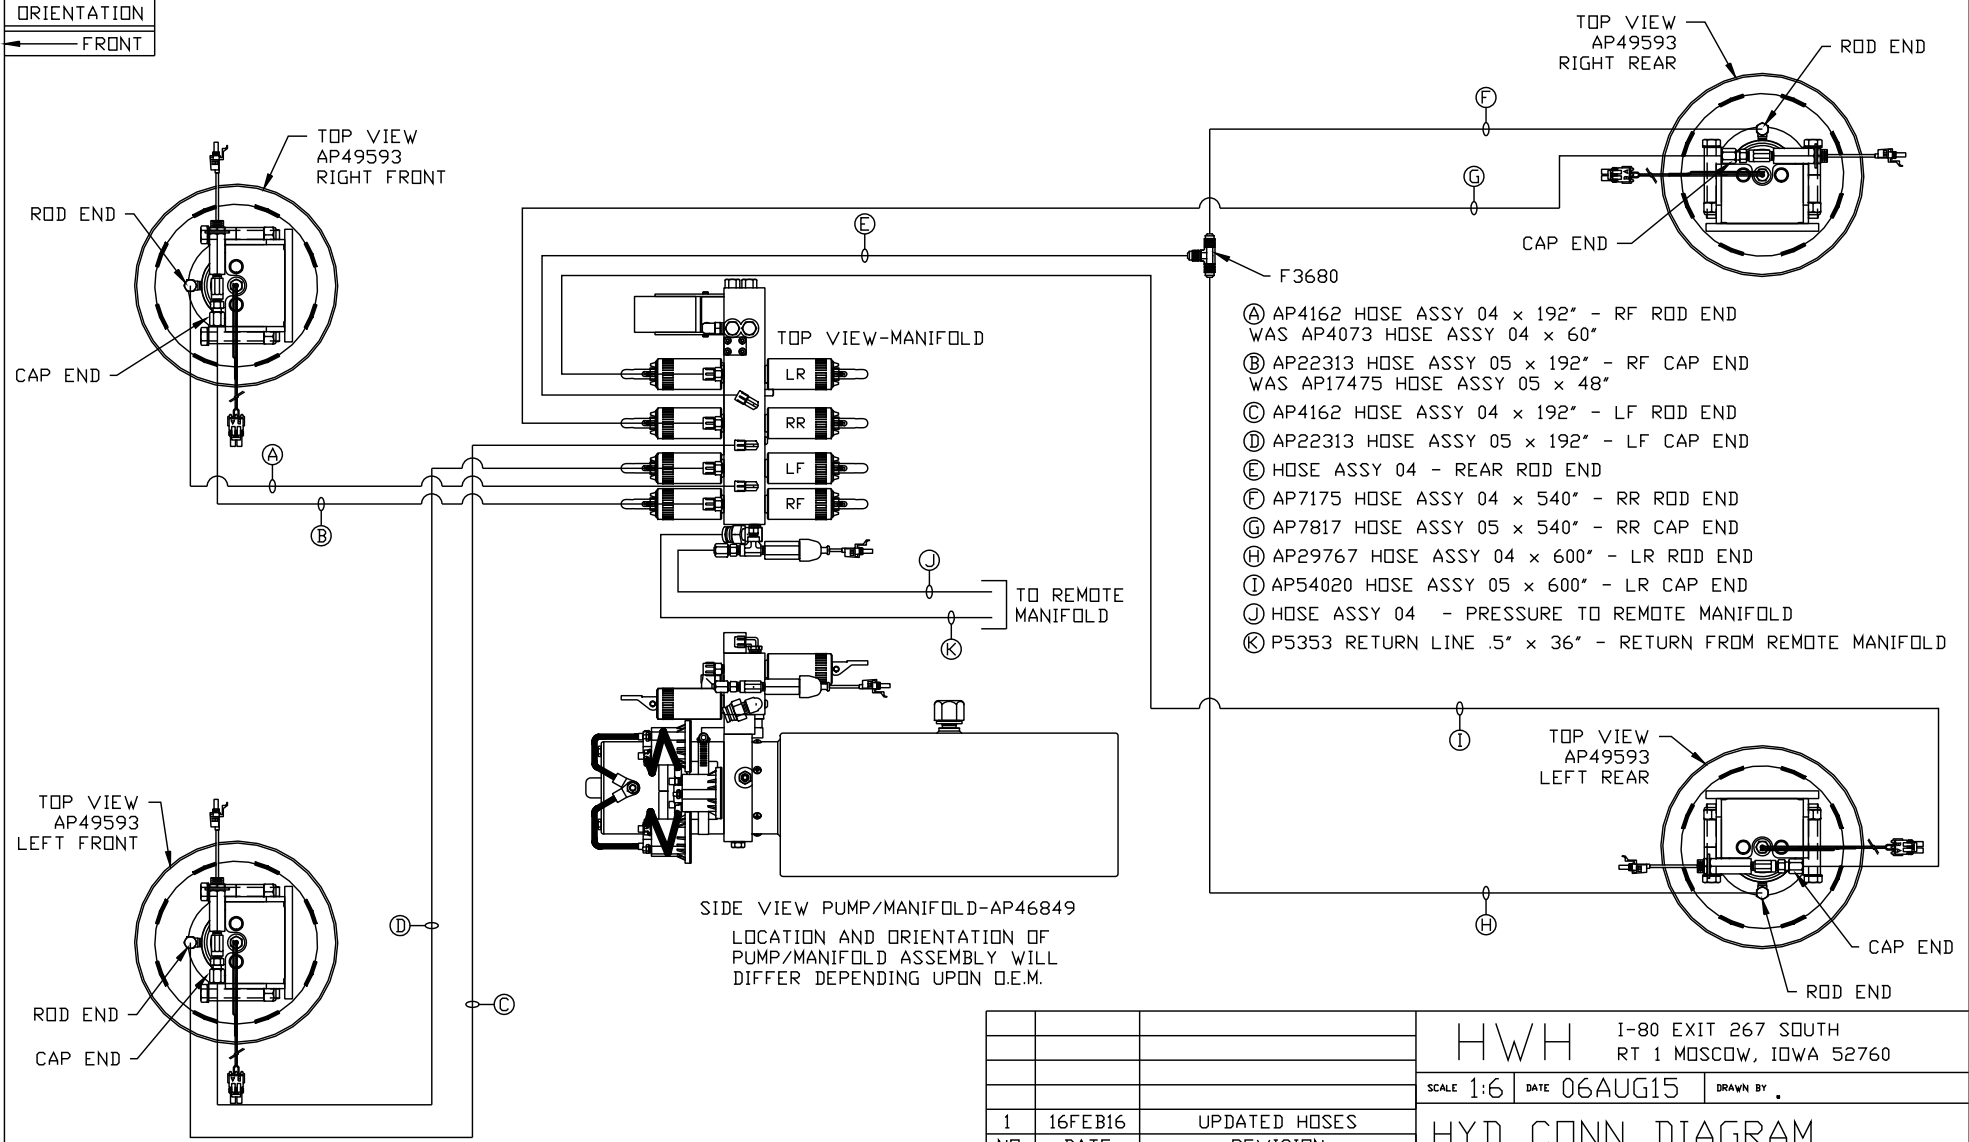 ORIENTATION
FRONT
TOP VIEW
AP49593
RIGHT FRONT
ROD END
CAP END
TOP VIEW
AP49593
RIGHT REAR
ROD END
CAP END
F
G
E
F3680
TOP VIEW-MANIFOLD
LR
RR
LF
RF
A
B
J
K
TO REMOTE
MANIFOLD
A AP4162 HOSE ASSY 04 x 192" - RF ROD END
WAS AP4073 HOSE ASSY 04 x 60"
B AP22313 HOSE ASSY 05 x 192" - RF CAP END
WAS AP17475 HOSE ASSY 05 x 48"
C AP4162 HOSE ASSY 04 x 192" - LF ROD END
D AP22313 HOSE ASSY 05 x 192" - LF CAP END
E HOSE ASSY 04 - REAR ROD END
F AP7175 HOSE ASSY 04 x 540" - RR ROD END
G AP7817 HOSE ASSY 05 x 540" - RR CAP END
H AP29767 HOSE ASSY 04 x 600" - LR ROD END
I AP54020 HOSE ASSY 05 x 600" - LR CAP END
J HOSE ASSY 04 - PRESSURE TO REMOTE MANIFOLD
K P5353 RETURN LINE .5" x 36" - RETURN FROM REMOTE MANIFOLD
I
TOP VIEW
AP49593
LEFT REAR
H
CAP END
ROD END
TOP VIEW
AP49593
LEFT FRONT
ROD END
CAP END
D
C
SIDE VIEW PUMP/MANIFOLD-AP46849
LOCATION AND ORIENTATION OF
PUMP/MANIFOLD ASSEMBLY WILL
DIFFER DEPENDING UPON O.E.M.
HWH
I-80 EXIT 267 SOUTH
RT 1 MOSCOW, IOWA 52760
SCALE 1:6 DATE 06AUG15 DRAWN BY .
1 16FEB16 UPDATED HOSES
NO DATE REVISION
HYD CONN DIAGRAM